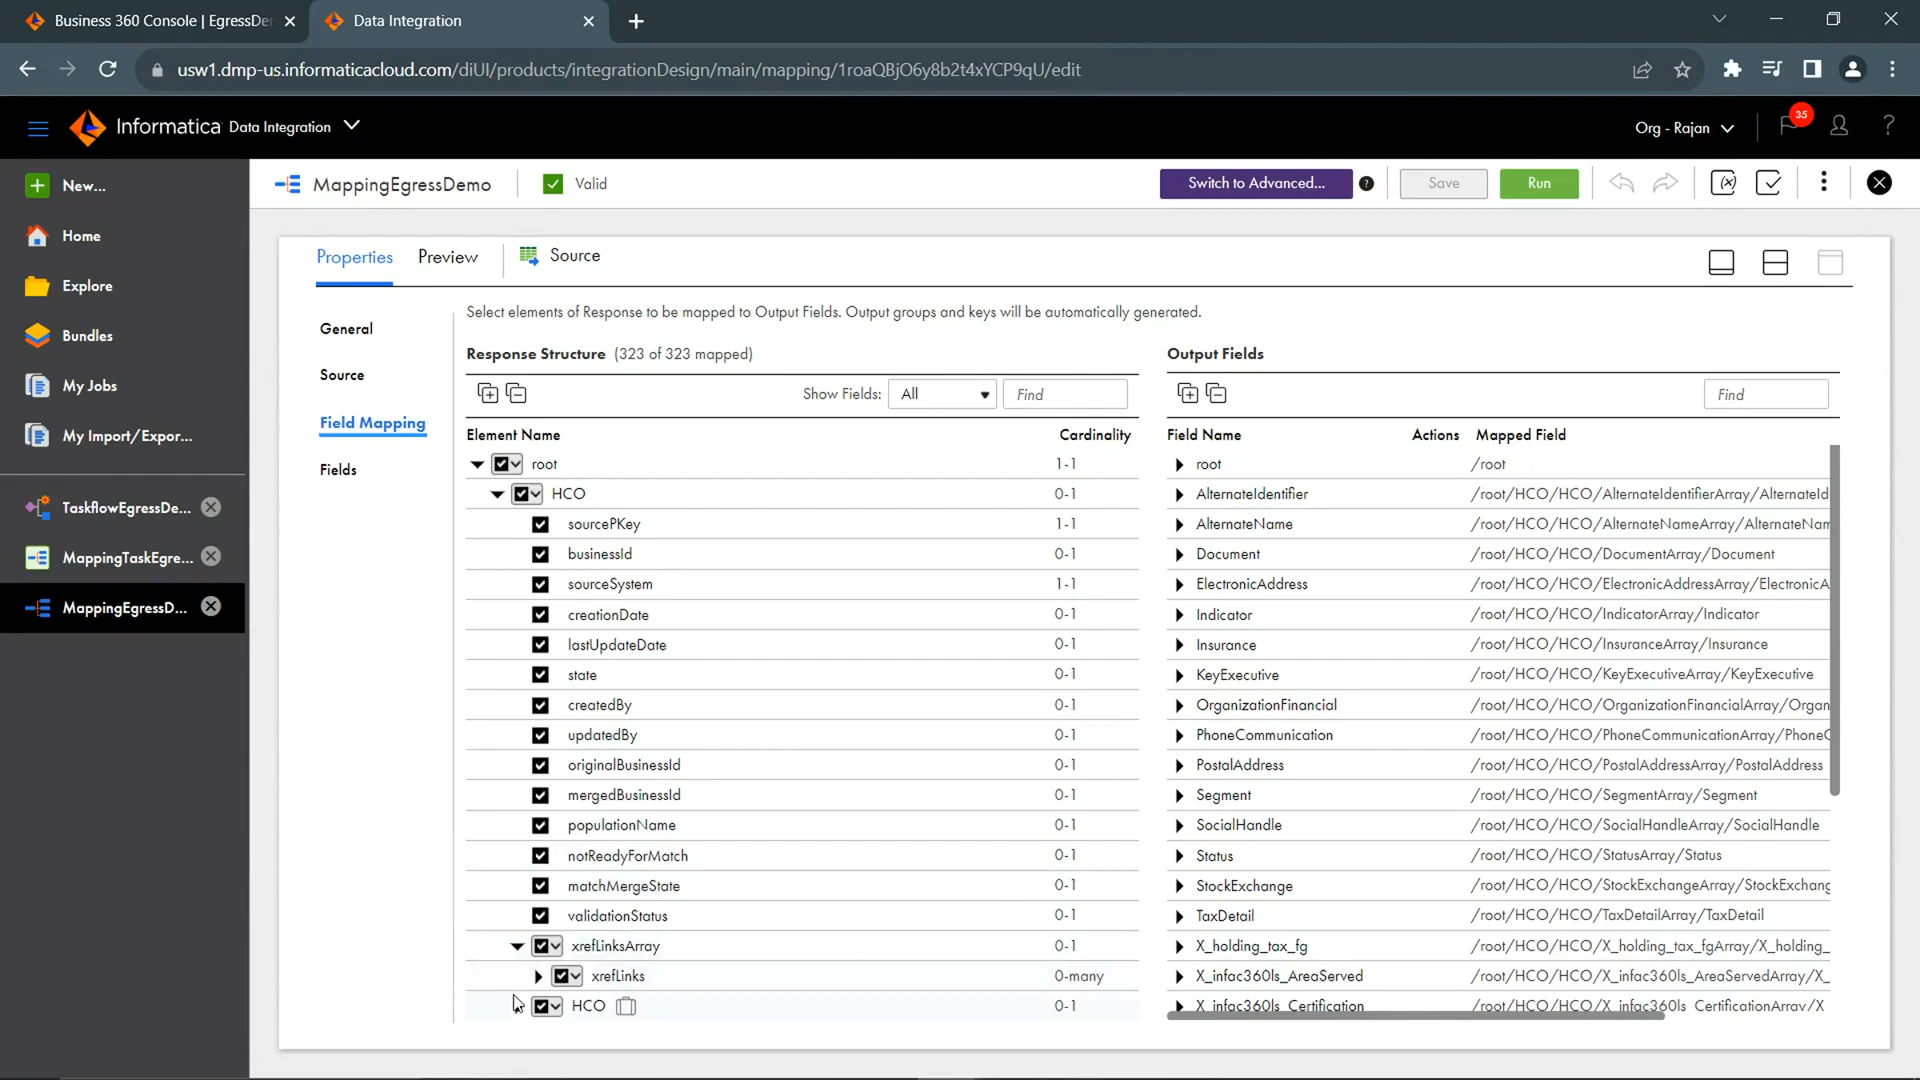 Business 360 Console | EgressDer
Data Integration
usw1.dmp-us.informaticacloud.com/diUI/products/integrationDesign/main/mapping/1roaQBjO6y8b2t4xYCP9qU/edit
Informatica Data Integration
Org - Rajan
35
New...
Home
Explore
Bundles
My Jobs
My Import/Expor...
TaskflowEgressDe...
MappingTaskEgre...
MappingEgressD...
MappingEgressDemo
Valid
Switch to Advanced...
Save
Run
Properties
Preview
Source
General
Source
Field Mapping
Fields
Select elements of Response to be mapped to Output Fields. Output groups and keys will be automatically generated.
Response Structure (323 of 323 mapped)
Show Fields: All
Find
Element Name Cardinality
root 1-1
HCO 0-1
sourcePKey 1-1
businessId 0-1
sourceSystem 1-1
creationDate 0-1
lastUpdateDate 0-1
state 0-1
createdBy 0-1
updatedBy 0-1
originalBusinessId 0-1
mergedBusinessId 0-1
populationName 0-1
notReadyForMatch 0-1
matchMergeState 0-1
validationStatus 0-1
xrefLinksArray 0-1
xrefLinks 0-many
HCO 0-1
Output Fields
Find
Field Name Actions Mapped Field
root /root
AlternateIdentifier /root/HCO/HCO/AlternateIdentifierArray/AlternateId
AlternateName /root/HCO/HCO/AlternateNameArray/AlternateNam
Document /root/HCO/HCO/DocumentArray/Document
ElectronicAddress /root/HCO/HCO/ElectronicAddressArray/ElectronicA
Indicator /root/HCO/HCO/IndicatorArray/Indicator
Insurance /root/HCO/HCO/InsuranceArray/Insurance
KeyExecutive /root/HCO/HCO/KeyExecutiveArray/KeyExecutive
OrganizationFinancial /root/HCO/HCO/OrganizationFinancialArray/Organ
PhoneCommunication /root/HCO/HCO/PhoneCommunicationArray/PhoneC
PostalAddress /root/HCO/HCO/PostalAddressArray/PostalAddress
Segment /root/HCO/HCO/SegmentArray/Segment
SocialHandle /root/HCO/HCO/SocialHandleArray/SocialHandle
Status /root/HCO/HCO/StatusArray/Status
StockExchange /root/HCO/HCO/StockExchangeArray/StockExchang
TaxDetail /root/HCO/HCO/TaxDetailArray/TaxDetail
X_holding_tax_fg /root/HCO/HCO/X_holding_tax_fgArray/X_holding_
X_infac360ls_AreaServed /root/HCO/HCO/X_infac360ls_AreaServedArray/X_
X_infac360ls_Certification /root/HCO/HCO/X_infac360ls_CertificationArray/X